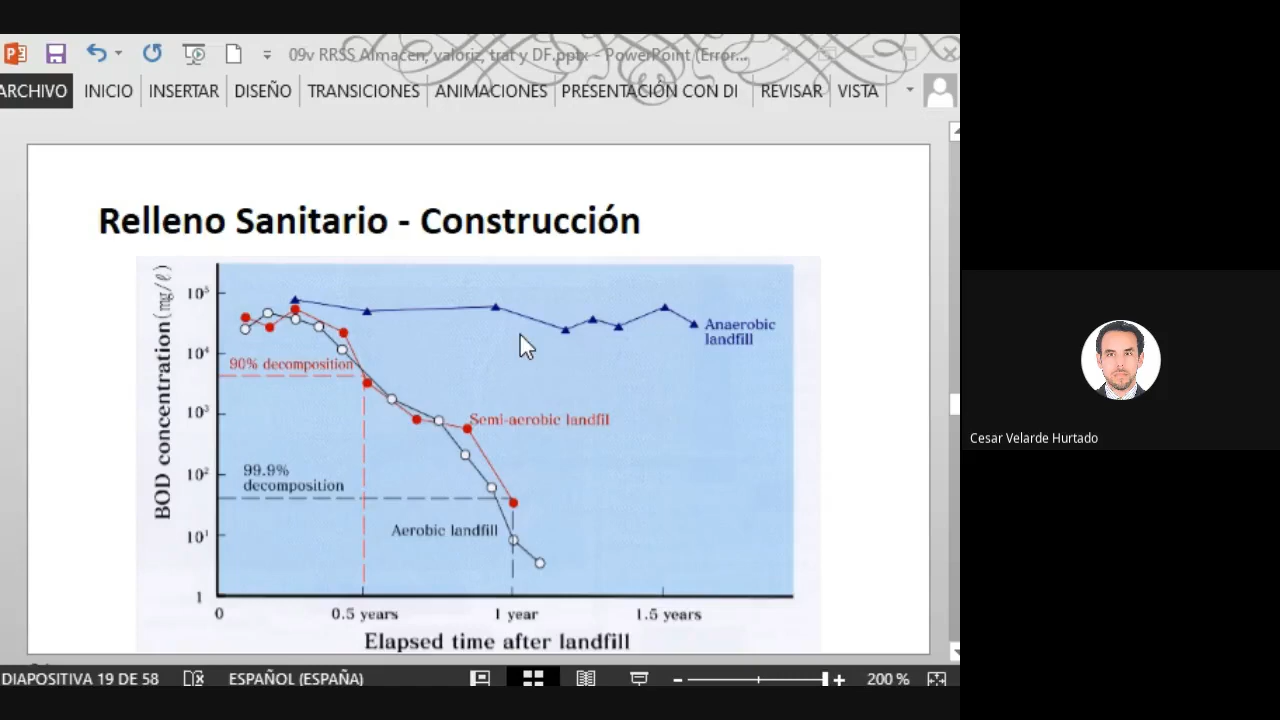 09v RRSS Almacen, valoriz, trat y DF.pptx - PowerPoint (Error...
ARCHIVO INICIO INSERTAR DISEÑO TRANSICIONES ANIMACIONES PRESENTACIÓN CON DI REVISAR VISTA
Relleno Sanitario - Construcción
BOD concentration (mg/ℓ)
10⁵
10⁴
10³
10²
10¹
1
Anaerobic
landfill
90% decomposition
Semi-aerobic landfil
99.9%
decomposition
Aerobic landfill
0 0.5 years 1 year 1.5 years
Elapsed time after landfill
Cesar Velarde Hurtado
DIAPOSITIVA 19 DE 58 ESPAÑOL (ESPAÑA) 200 %